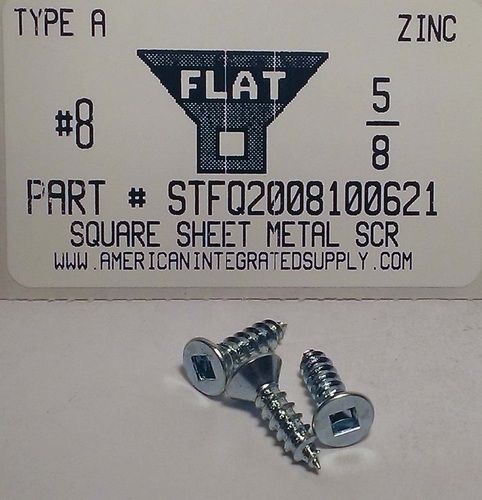 TYPE A
ZINC
FLAT
#8
5
8
PART # STFQ2008100621
SQUARE SHEET METAL SCR
WWW.AMERICANINTEGRATEDSUPPLY.COM